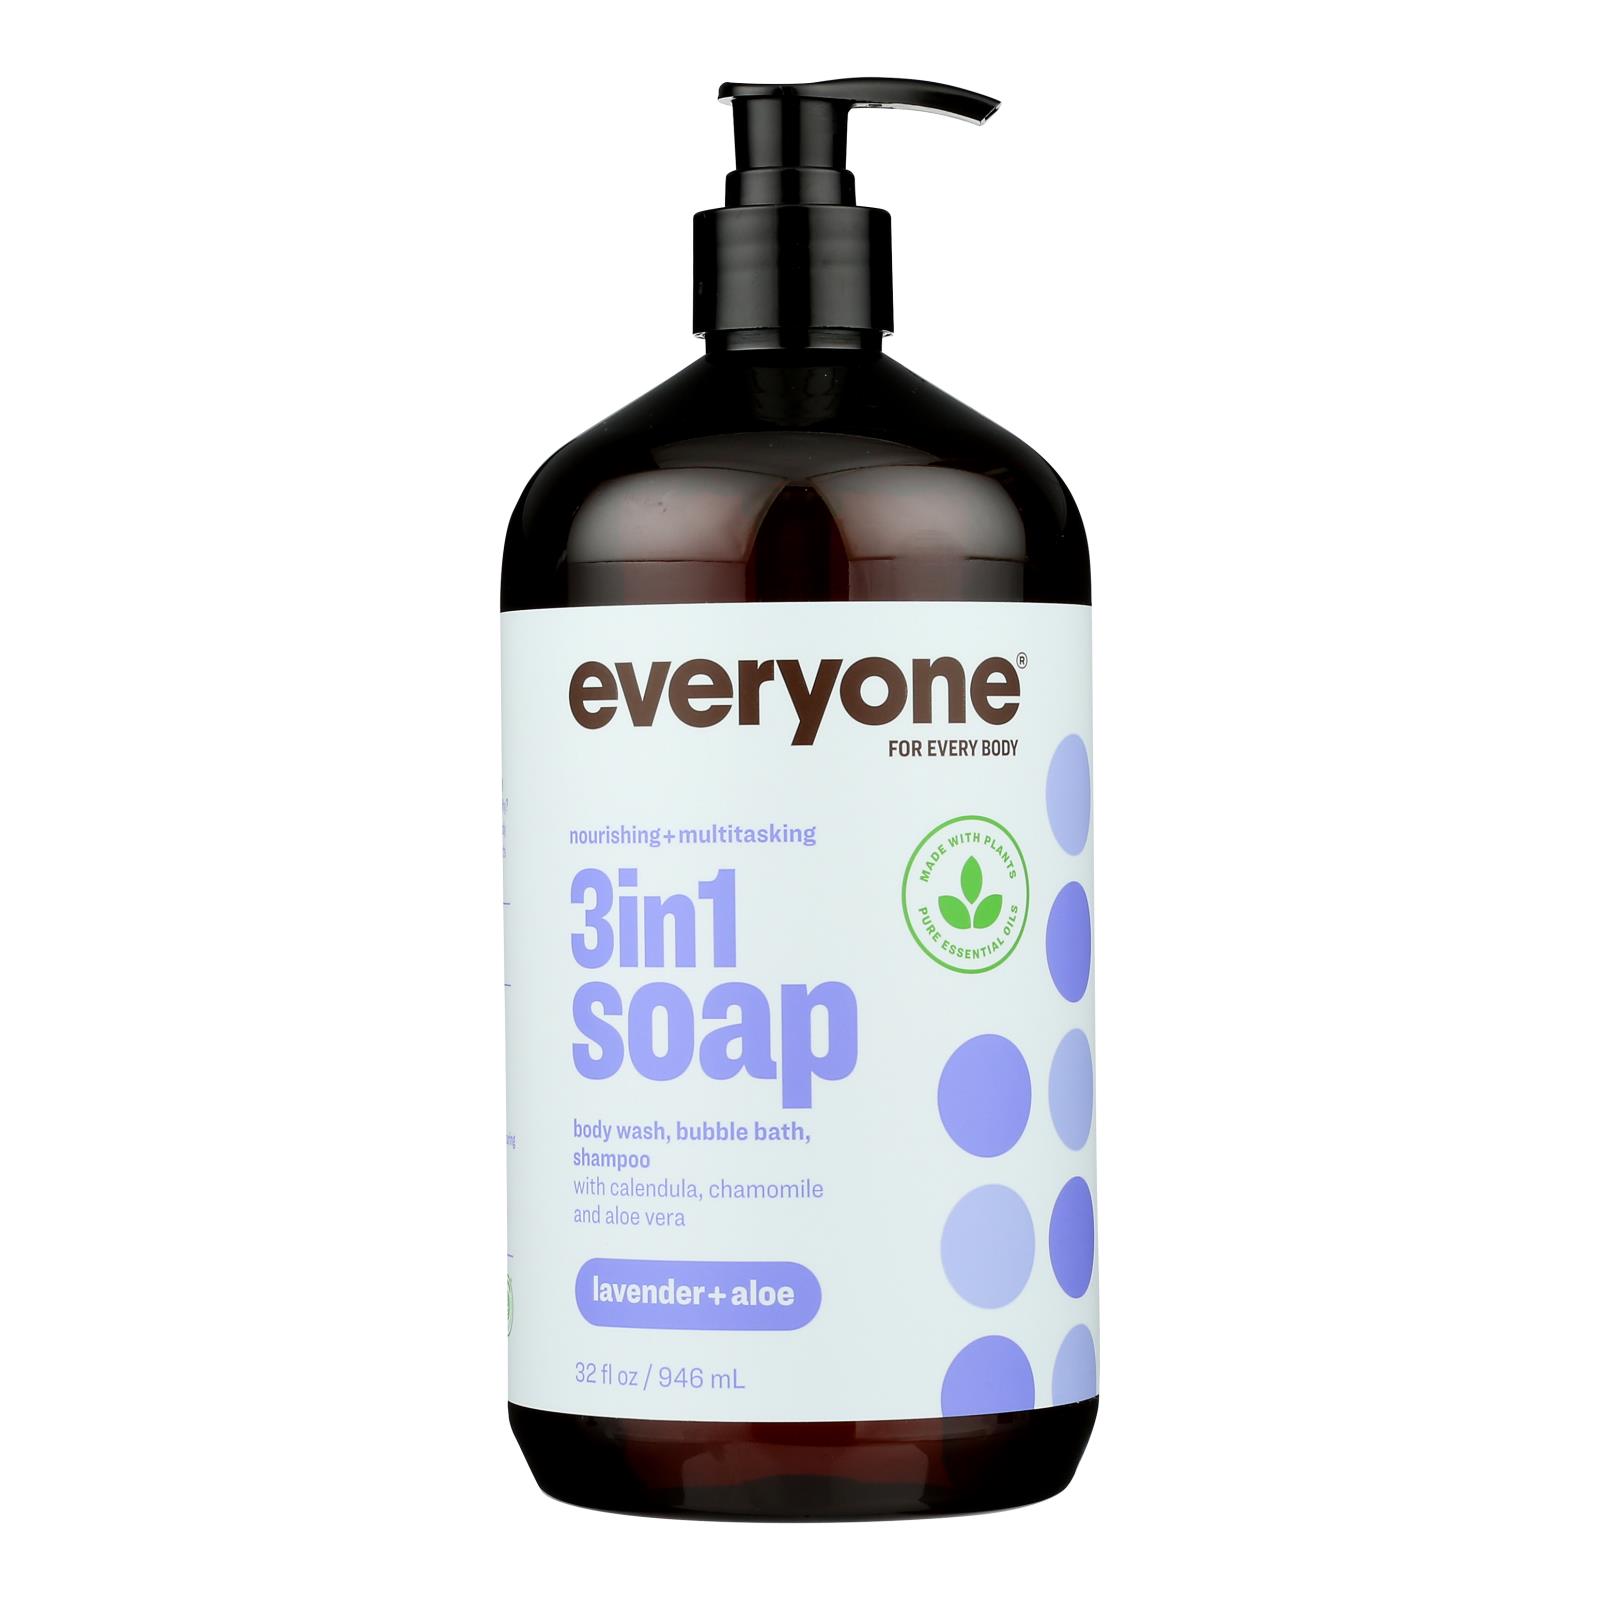 everyone®
FOR EVERY BODY
nourishing+multitasking
3in1
soap
MADE WITH PLANTS
PURE ESSENTIAL OILS
body wash, bubble bath,
shampoo
with calendula, chamomile
and aloe vera
lavender+aloe
32 fl oz / 946 mL